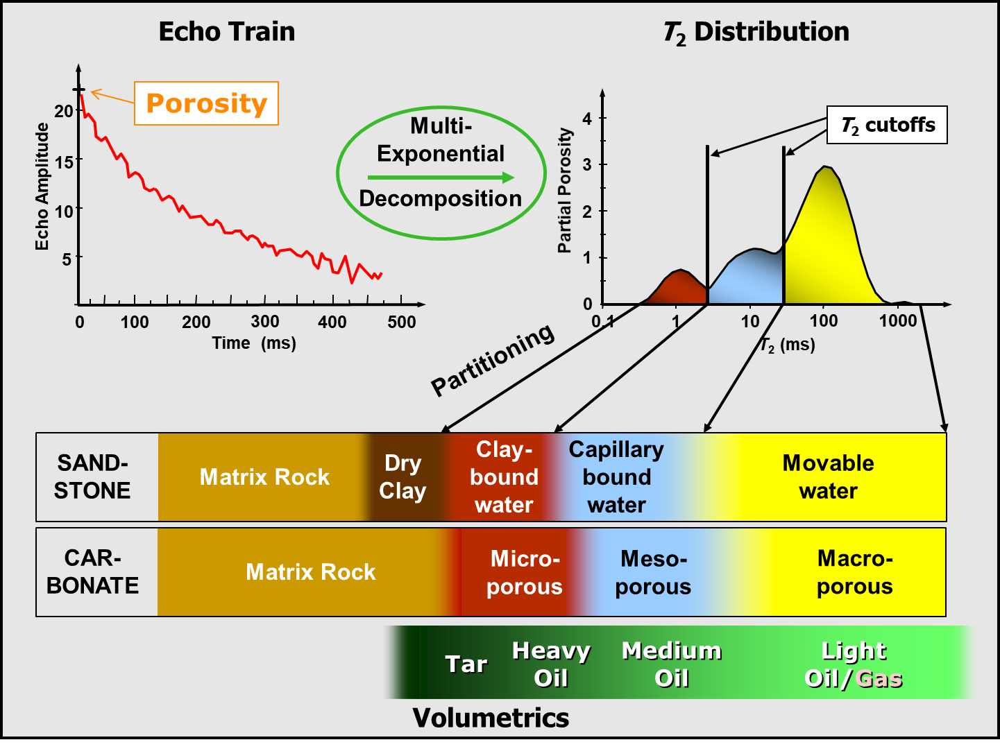 Echo Train
T2 Distribution
Porosity
Echo Amplitude
20
15
10
5
0
100
200
300
400
500
Time (ms)
Multi-
Exponential
Decomposition
T2 cutoffs
Partial Porosity
4
3
2
1
0
0.1
1
10
100
1000
T2 (ms)
Partitioning
SAND-
STONE
Matrix Rock
Dry
Clay
Clay-
bound
water
Capillary
bound
water
Movable
water
CAR-
BONATE
Matrix Rock
Micro-
porous
Meso-
porous
Macro-
porous
Tar
Heavy
Oil
Medium
Oil
Light
Oil/Gas
Volumetrics